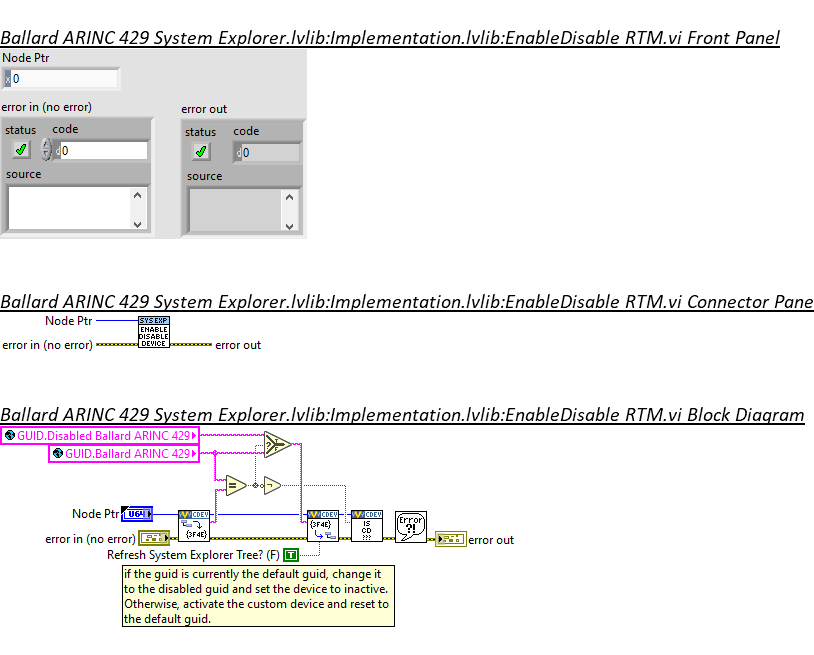 Ballard ARINC 429 System Explorer.lvlib:Implementation.lvlib:EnableDisable RTM.vi Front Panel
Node Ptr
x 0
error in (no error)
error out
status code
status code
d 0
d 0
source
source
Ballard ARINC 429 System Explorer.lvlib:Implementation.lvlib:EnableDisable RTM.vi Connector Pane
Node Ptr
SYS EXP
ENABLE
DISABLE
DEVICE
error in (no error)
error out
Ballard ARINC 429 System Explorer.lvlib:Implementation.lvlib:EnableDisable RTM.vi Block Diagram
GUID.Disabled Ballard ARINC 429
GUID.Ballard ARINC 429
T
?
F
=
Node Ptr
U64
CDEV
{3F4E}
CDEV
{3F4E}
CDEV
IS
CD
???
Error
?!
error in (no error)
error out
Refresh System Explorer Tree? (F)
T
if the guid is currently the default guid, change it
to the disabled guid and set the device to inactive.
Otherwise, activate the custom device and reset to
the default guid.